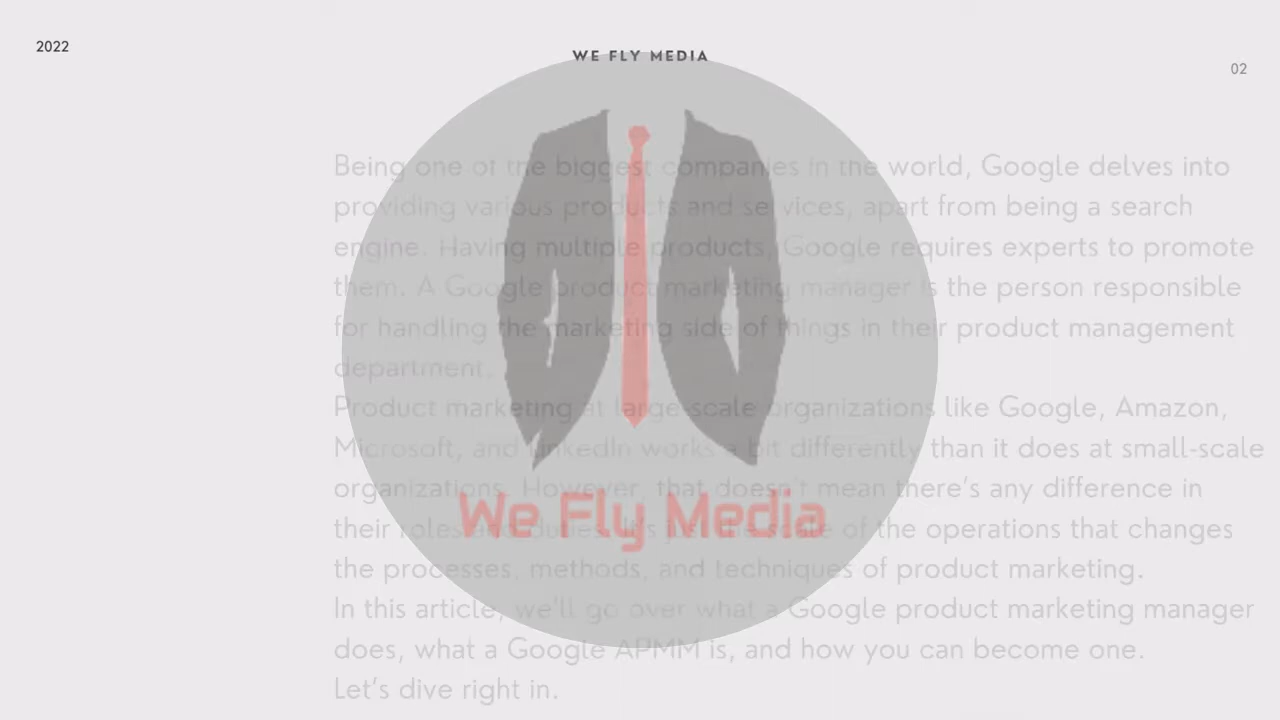 2022
WE FLY MEDIA
02
Being one of the biggest companies in the world, Google delves into
providing various products and services, apart from being a search
engine. Having multiple products, Google requires experts to promote
them. A Google product marketing manager is the person responsible
for handling the marketing side of things in their product management
department.
Product marketing at large-scale organizations like Google, Amazon,
Microsoft, and LinkedIn works a bit differently than it does at small-scale
organizations. However, that doesn't mean there's any difference in
their roles and duties. It's just the scale of the operations that changes
the processes, methods, and techniques of product marketing.
In this article, we'll go over what a Google product marketing manager
does, what a Google APMM is, and how you can become one.
Let's dive right in.
We Fly Media